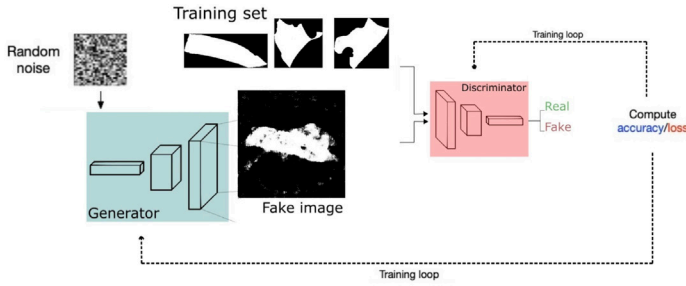 Training set
Random
noise
Training loop
Discriminator
Real
Fake
Compute
accuracy/loss
Generator
Fake image
Training loop